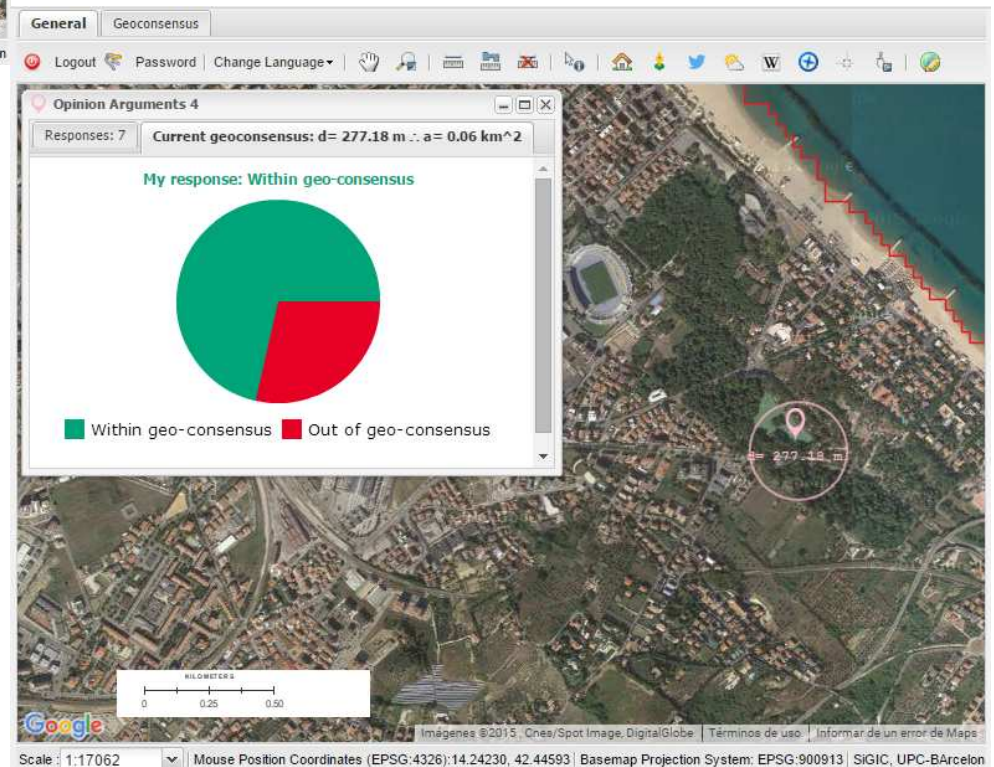 General Geoconsensus
Logout Password Change Language
W
Opinion Arguments 4
Responses: 7 Current geoconsensus: d= 277.18 m ∴ a= 0.06 km^2
My response: Within geo-consensus
Within geo-consensus Out of geo-consensus
d= 277.18 m
KILOMETERS
0 0.25 0.50
Google
Imágenes ©2015 , Cnes/Spot Image, DigitalGlobe Términos de uso Informar de un error de Maps
Scale : 1:17062 Mouse Position Coordinates (EPSG:4326):14.24230, 42.44593 Basemap Projection System: EPSG:900913 SiGIC, UPC-BArcelon